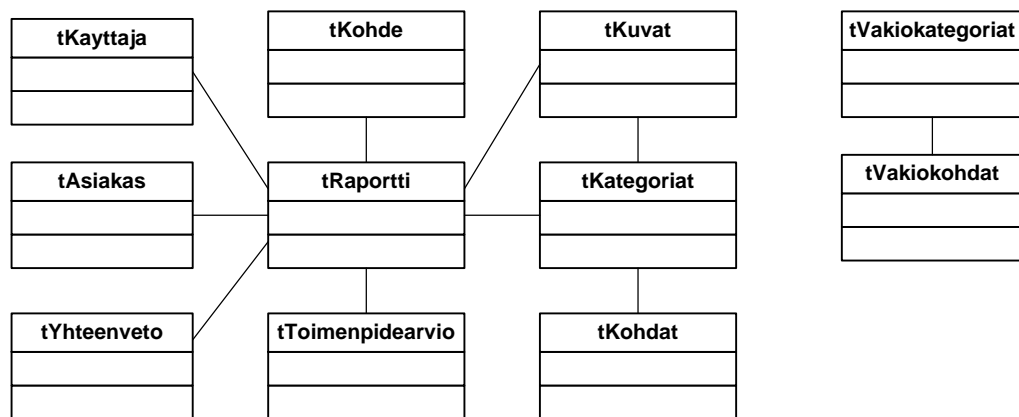 tKayttaja
tKohde
tKuvat
tVakiokategoriat
tAsiakas
tRaportti
tKategoriat
tVakiokohdat
tYhteenveto
tToimenpidearvio
tKohdat